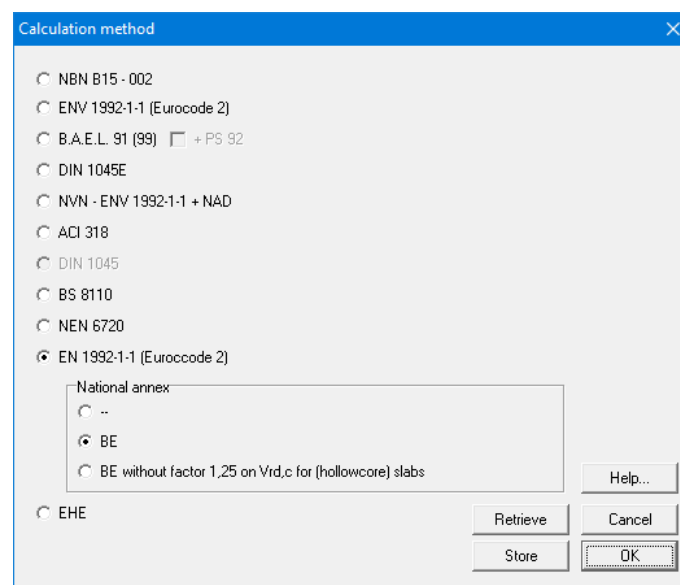 Calculation method
NBN B15 - 002
ENV 1992-1-1 (Eurocode 2)
B.A.E.L. 91 (99) + PS 92
DIN 1045E
NVN - ENV 1992-1-1 + NAD
ACI 318
DIN 1045
BS 8110
NEN 6720
EN 1992-1-1 (Euroccode 2)
National annex
--
BE
BE without factor 1,25 on Vrd,c for (hollowcore) slabs
Help...
EHE
Retrieve
Cancel
Store
OK